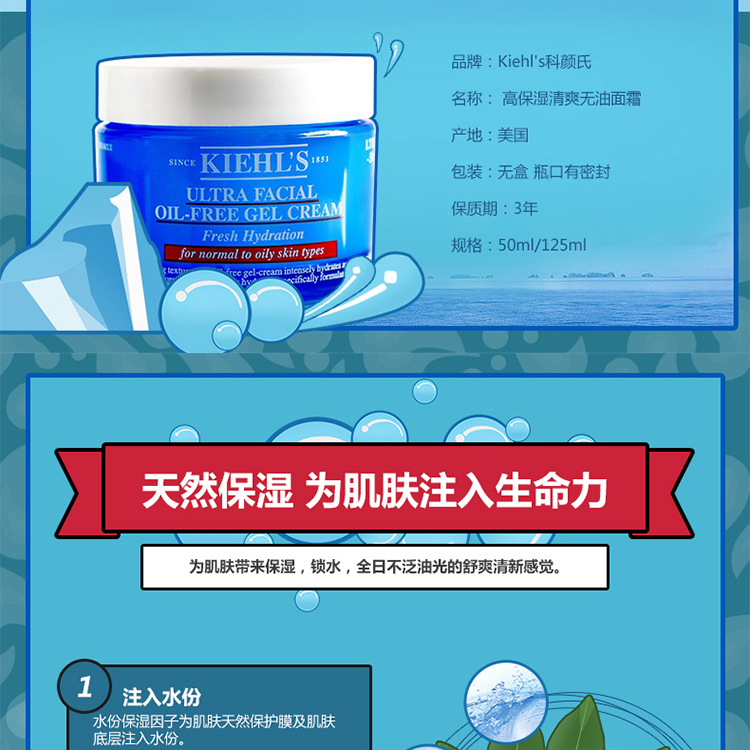 品牌：Kiehl's科颜氏
名称： 高保湿清爽无油面霜
产地：美国
包装：无盒 瓶口有密封
保质期：3年
规格：50ml/125ml
SINCE KIEHL'S 1851
ULTRA FACIAL
OIL-FREE GEL CREAM
Fresh Hydration
for normal to oily skin types
free gel-cream intensely hydrates
specifically
天然保湿 为肌肤注入生命力
为肌肤带来保湿，锁水，全日不泛油光的舒爽清新感觉。
1
注入水份
水份保湿因子为肌肤天然保护膜及肌肤
底层注入水份。